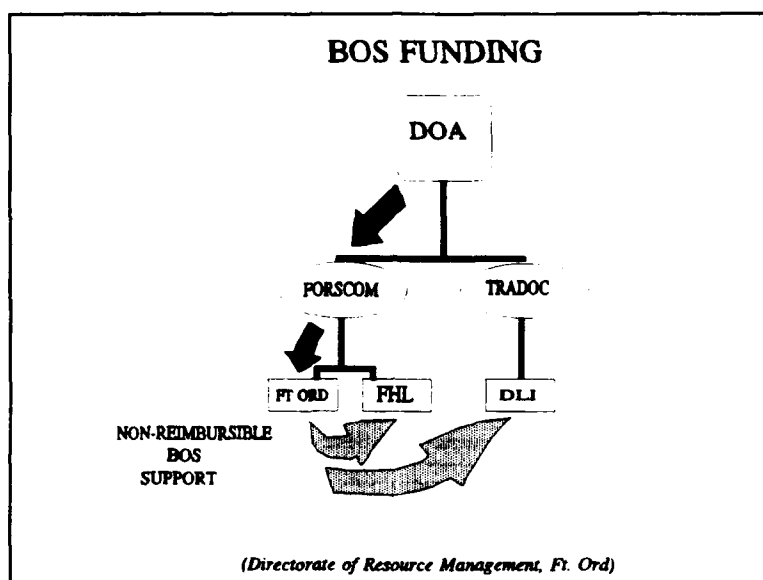 BOS FUNDING
DOA
FORSCOM
TRADOC
FT ORD
FHL
DLI
NON-REIMBURSIBLE
BOS
SUPPORT
(Directorate of Resource Management, Ft. Ord)